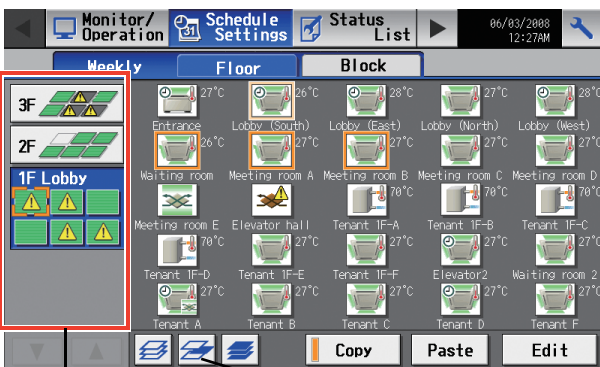 Monitor/ Operation
31
Schedule Settings
Status List
06/03/2008
12:27AM
Weekly
Floor
Block
3F
2F
1F Lobby
27°C
26°C
28°C
27°C
28°C
Entrance
Lobby (South)
Lobby (East)
Lobby (North)
Lobby (West)
26°C
27°C
27°C
27°C
27°C
Waiting room
Meeting room A
Meeting room B
Meeting room C
Meeting room D
70°C
70°C
70°C
Meeting room E
Elevator hall
Tenant 1F-A
Tenant 1F-B
Tenant 1F-C
70°C
27°C
27°C
27°C
27°C
Tenant 1F-D
Tenant 1F-E
Tenant 1F-F
Elevator2
Waiting room 2
27°C
27°C
27°C
27°C
27°C
Tenant A
Tenant B
Tenant C
Tenant D
Tenant F
Copy
Paste
Edit